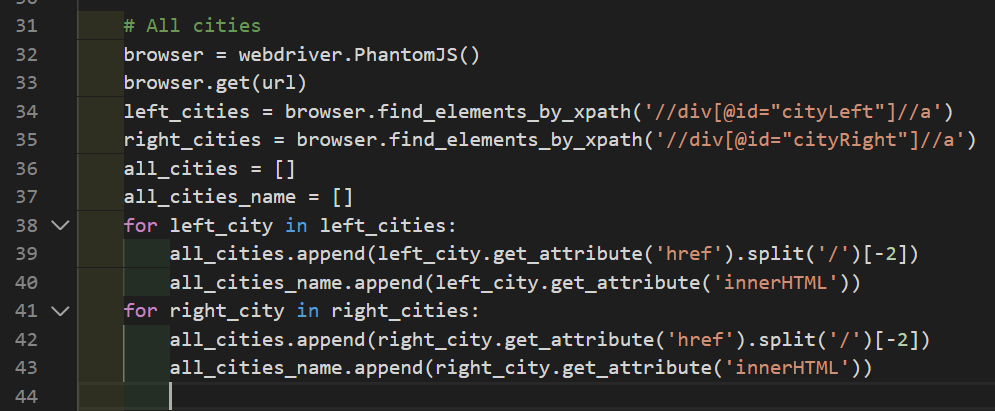 31 # All cities
32 browser = webdriver.PhantomJS()
33 browser.get(url)
34 left_cities = browser.find_elements_by_xpath('//div[@id="cityLeft"]//a')
35 right_cities = browser.find_elements_by_xpath('//div[@id="cityRight"]//a')
36 all_cities = []
37 all_cities_name = []
38 for left_city in left_cities:
39 all_cities.append(left_city.get_attribute('href').split('/')[-2])
40 all_cities_name.append(left_city.get_attribute('innerHTML'))
41 for right_city in right_cities:
42 all_cities.append(right_city.get_attribute('href').split('/')[-2])
43 all_cities_name.append(right_city.get_attribute('innerHTML'))
44